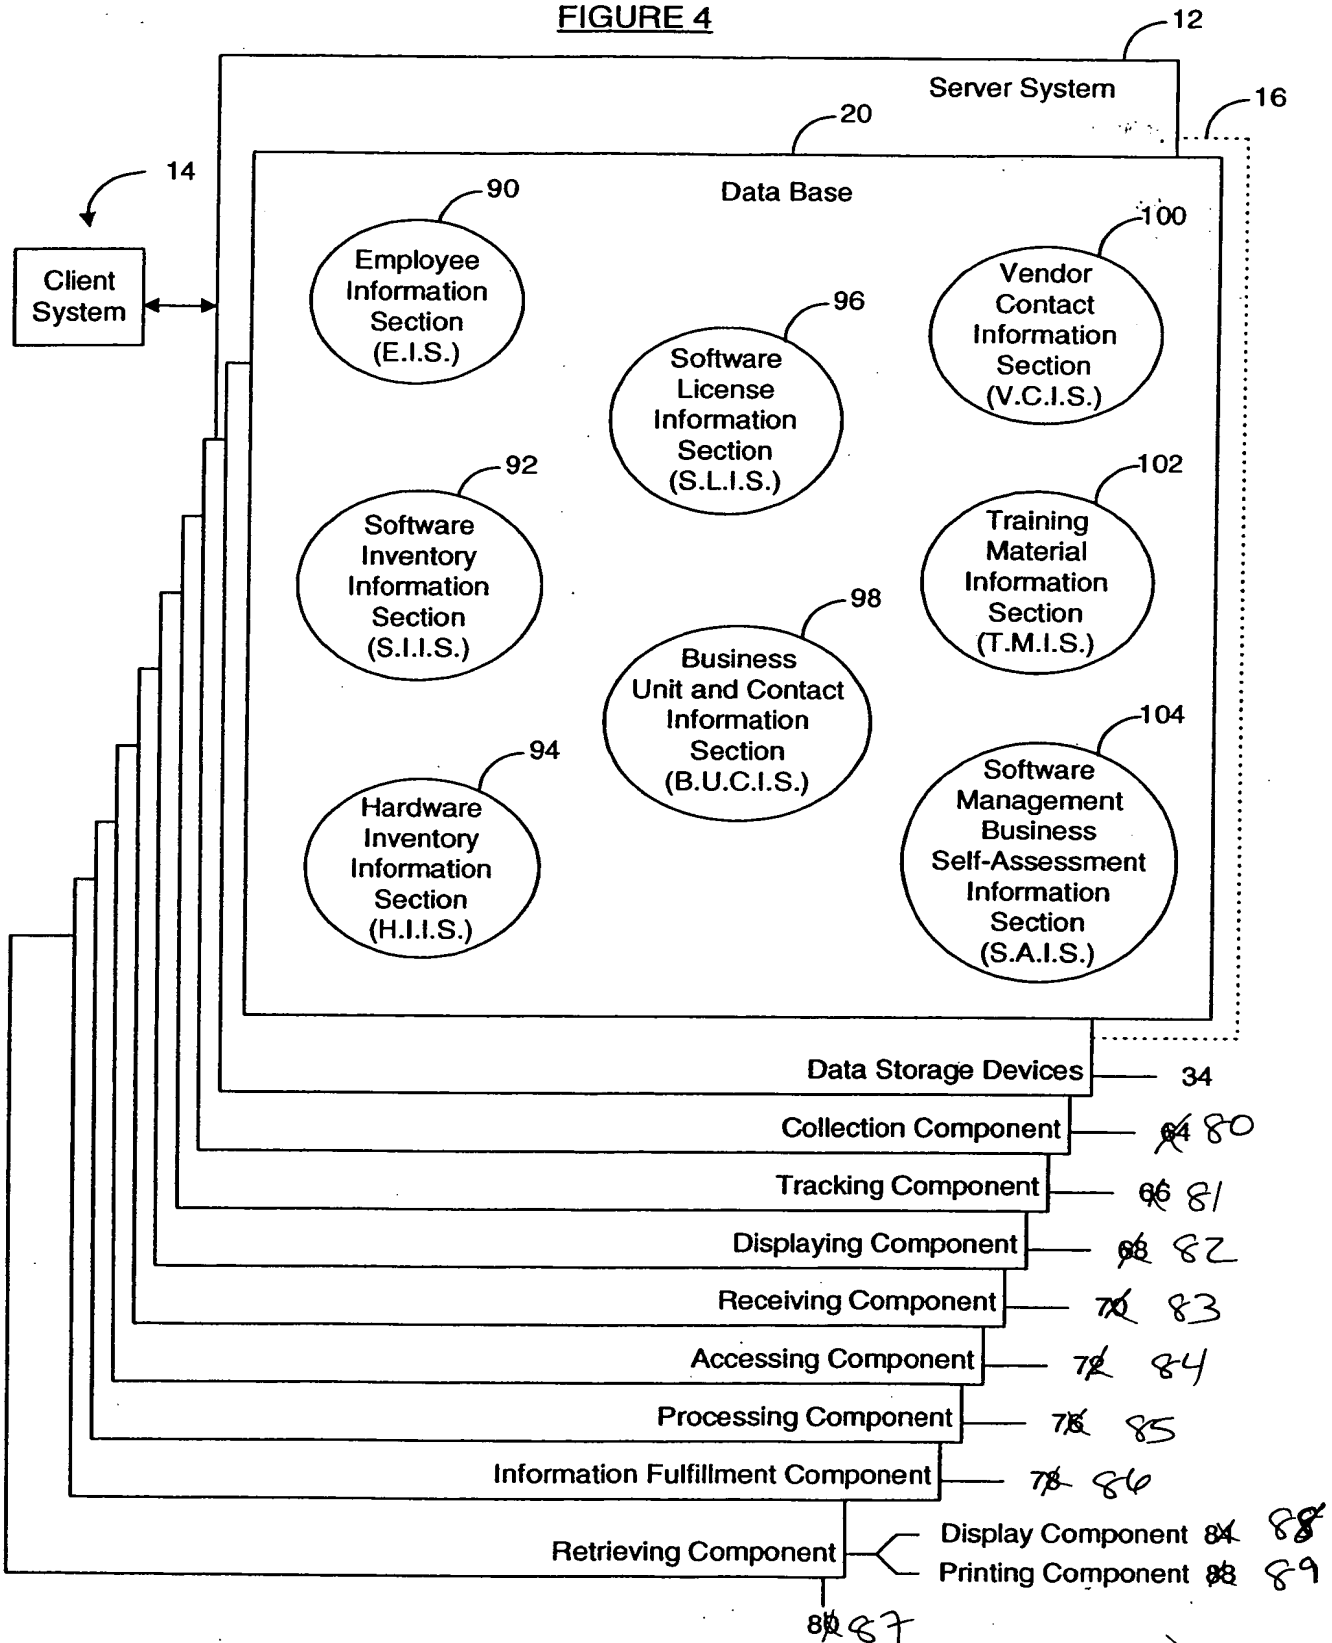 FIGURE 4
12
Server System
16
20
Data Base
14
Client
System
90
Employee
Information
Section
(E.I.S.)
96
Software
License
Information
Section
(S.L.I.S.)
100
Vendor
Contact
Information
Section
(V.C.I.S.)
92
Software
Inventory
Information
Section
(S.I.I.S.)
98
Business
Unit and Contact
Information
Section
(B.U.C.I.S.)
102
Training
Material
Information
Section
(T.M.I.S.)
94
Hardware
Inventory
Information
Section
(H.I.I.S.)
104
Software
Management
Business
Self-Assessment
Information
Section
(S.A.I.S.)
Data Storage Devices 34
Collection Component 64 80
Tracking Component 66 81
Displaying Component 68 82
Receiving Component 70 83
Accessing Component 72 84
Processing Component 76 85
Information Fulfillment Component 78 86
Retrieving Component
Display Component 84 88
Printing Component 88 89
80 87